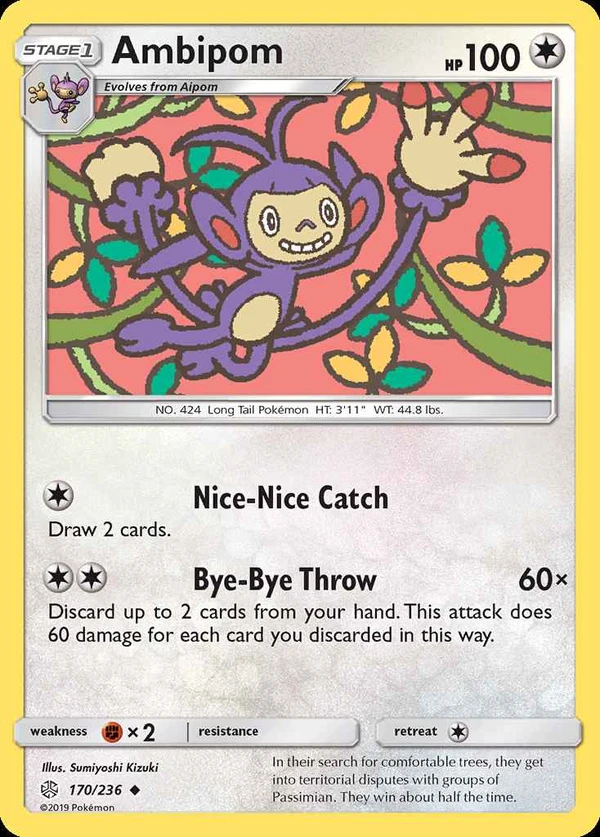 STAGE 1 Ambipom HP 100
Evolves from Aipom
NO. 424 Long Tail Pokémon HT: 3'11" WT: 44.8 lbs.
Nice-Nice Catch
Draw 2 cards.
Bye-Bye Throw 60×
Discard up to 2 cards from your hand. This attack does
60 damage for each card you discarded in this way.
weakness ×2 resistance retreat
Illus. Sumiyoshi Kizuki
170/236
©2019 Pokémon
In their search for comfortable trees, they get
into territorial disputes with groups of
Passimian. They win about half the time.